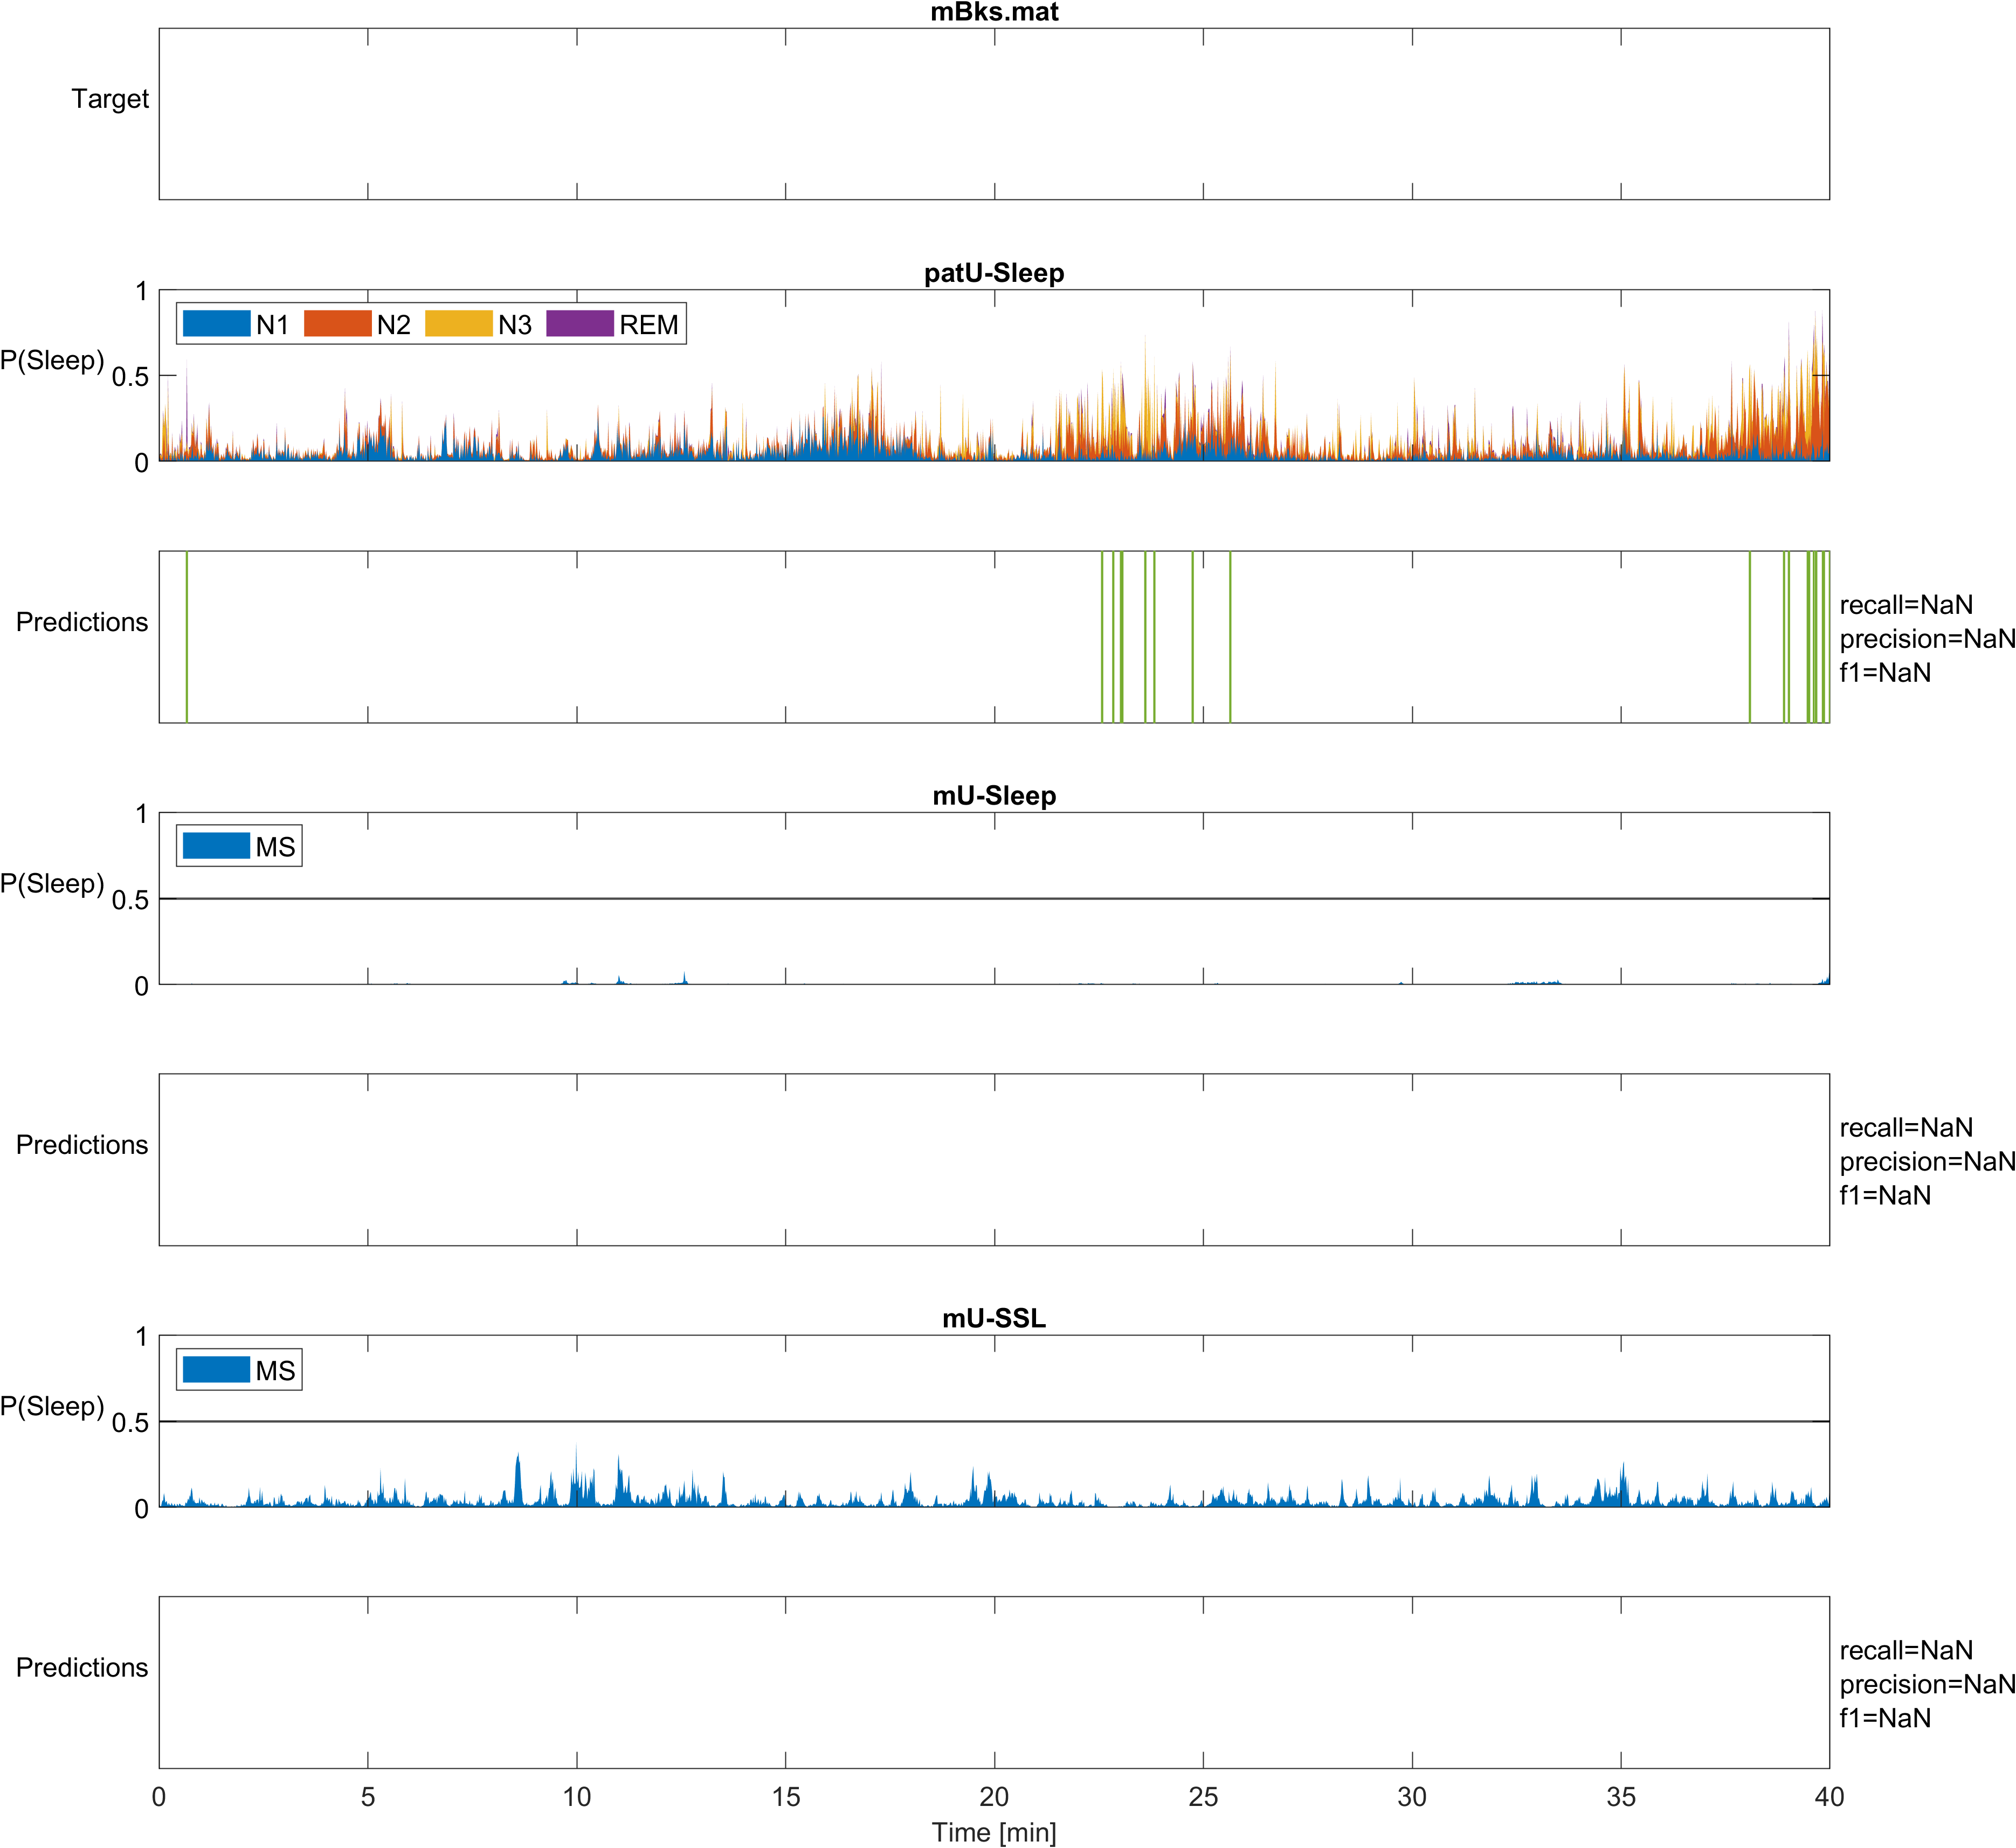 mBks.mat
Target
patU-Sleep
1
N1 N2 N3 REM
P(Sleep)
0.5
0
Predictions
recall=NaN
precision=NaN
f1=NaN
mU-Sleep
1
MS
P(Sleep)
0.5
0
Predictions
recall=NaN
precision=NaN
f1=NaN
mU-SSL
1
MS
P(Sleep)
0.5
0
Predictions
recall=NaN
precision=NaN
f1=NaN
0 5 10 15 20 25 30 35 40
Time [min]